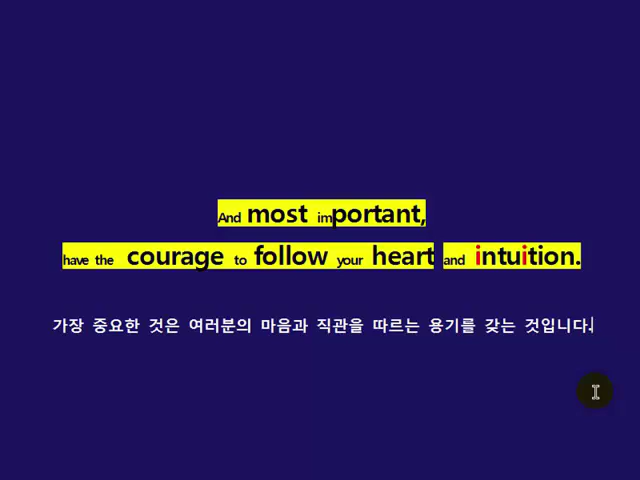 And most important,
have the courage to follow your heart and intuition.
가장 중요한 것은 여러분의 마음과 직관을 따르는 용기를 갖는 것입니다.